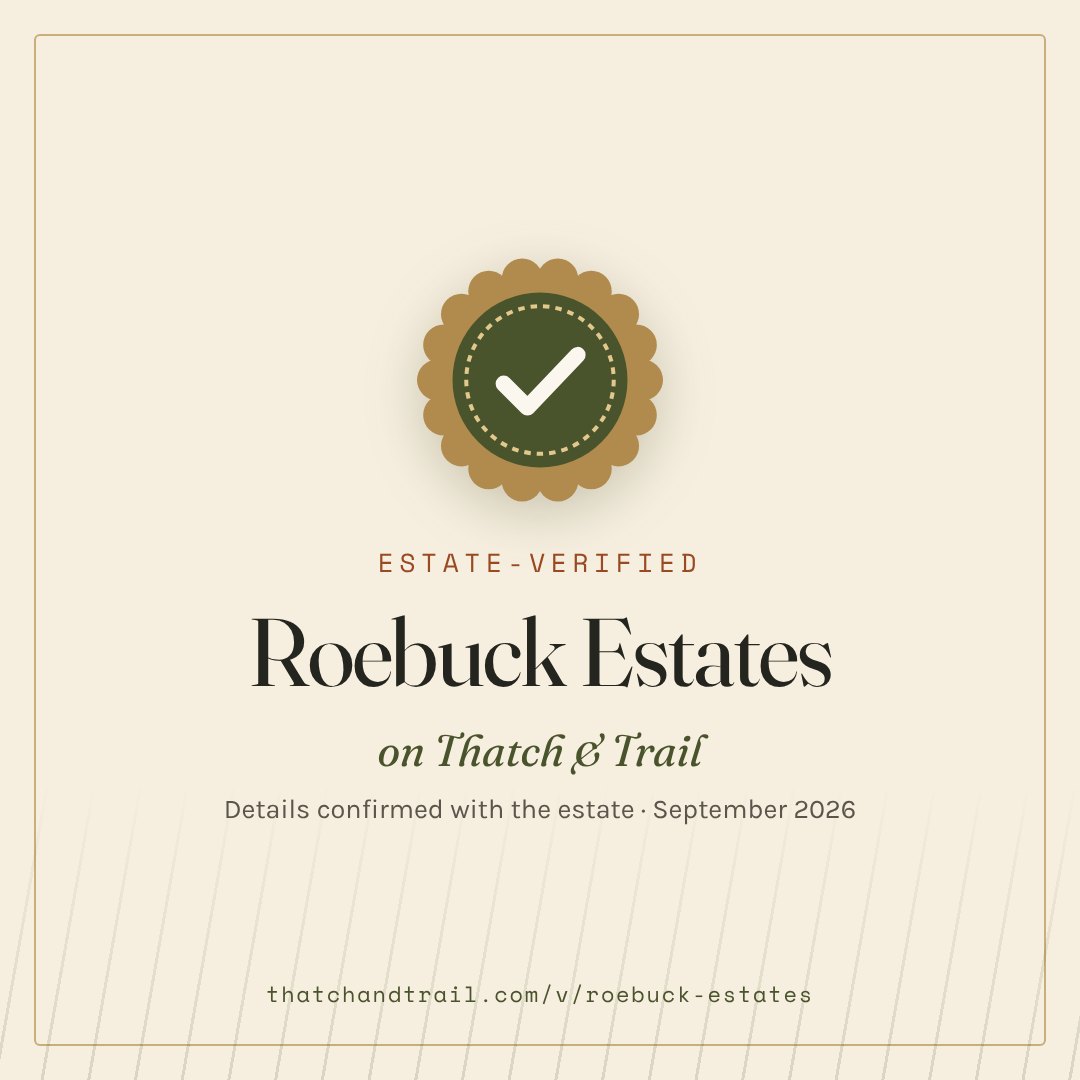 ESTATE-VERIFIED
Roebuck Estates
on Thatch & Trail
Details confirmed with the estate · September 2026
thatchandtrail.com/v/roebuck-estates